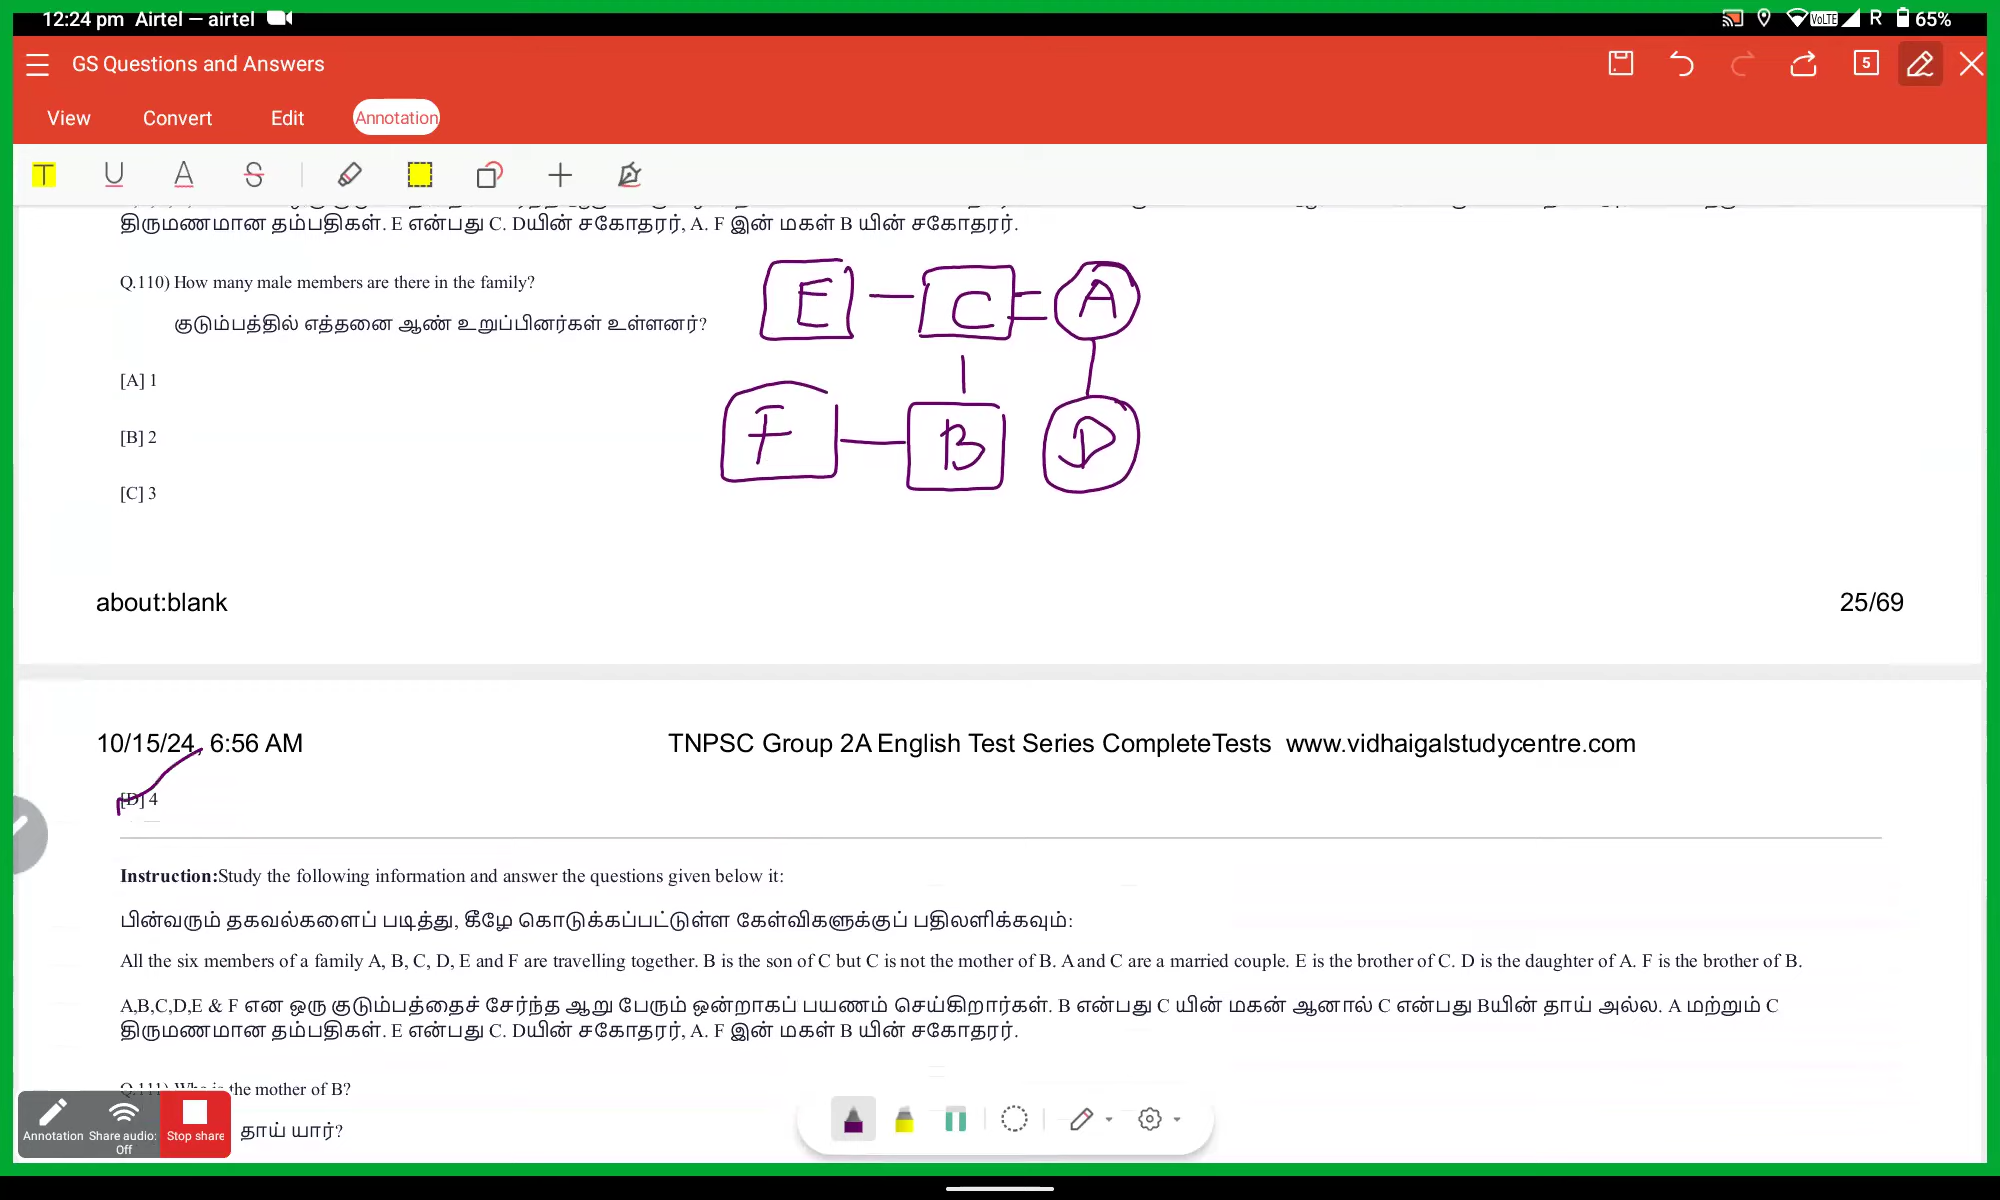 12:24 pm Airtel — airtel
VoLTE R 65%
GS Questions and Answers
5
View Convert Edit Annotation
T U A S
திருமணமான தம்பதிகள். E என்பது C. Dயின் சகோதரர், A. F இன் மகள் B யின் சகோதரர்.
Q.110) How many male members are there in the family?
குடும்பத்தில் எத்தனை ஆண் உறுப்பினர்கள் உள்ளனர்?
E C A
F B D
[A] 1
[B] 2
[C] 3
about:blank 25/69
10/15/24, 6:56 AM TNPSC Group 2A English Test Series CompleteTests www.vidhaigalstudycentre.com
[D] 4
Instruction:Study the following information and answer the questions given below it:
பின்வரும் தகவல்களைப் படித்து, கீழே கொடுக்கப்பட்டுள்ள கேள்விகளுக்குப் பதிலளிக்கவும்:
All the six members of a family A, B, C, D, E and F are travelling together. B is the son of C but C is not the mother of B. A and C are a married couple. E is the brother of C. D is the daughter of A. F is the brother of B.
A,B,C,D,E & F என ஒரு குடும்பத்தைச் சேர்ந்த ஆறு பேரும் ஒன்றாகப் பயணம் செய்கிறார்கள். B என்பது C யின் மகன் ஆனால் C என்பது Bயின் தாய் அல்ல. A மற்றும் C
திருமணமான தம்பதிகள். E என்பது C. Dயின் சகோதரர், A. F இன் மகள் B யின் சகோதரர்.
Q.111) Who is the mother of B?
தாய் யார்?
Annotation Share audio: Off Stop share